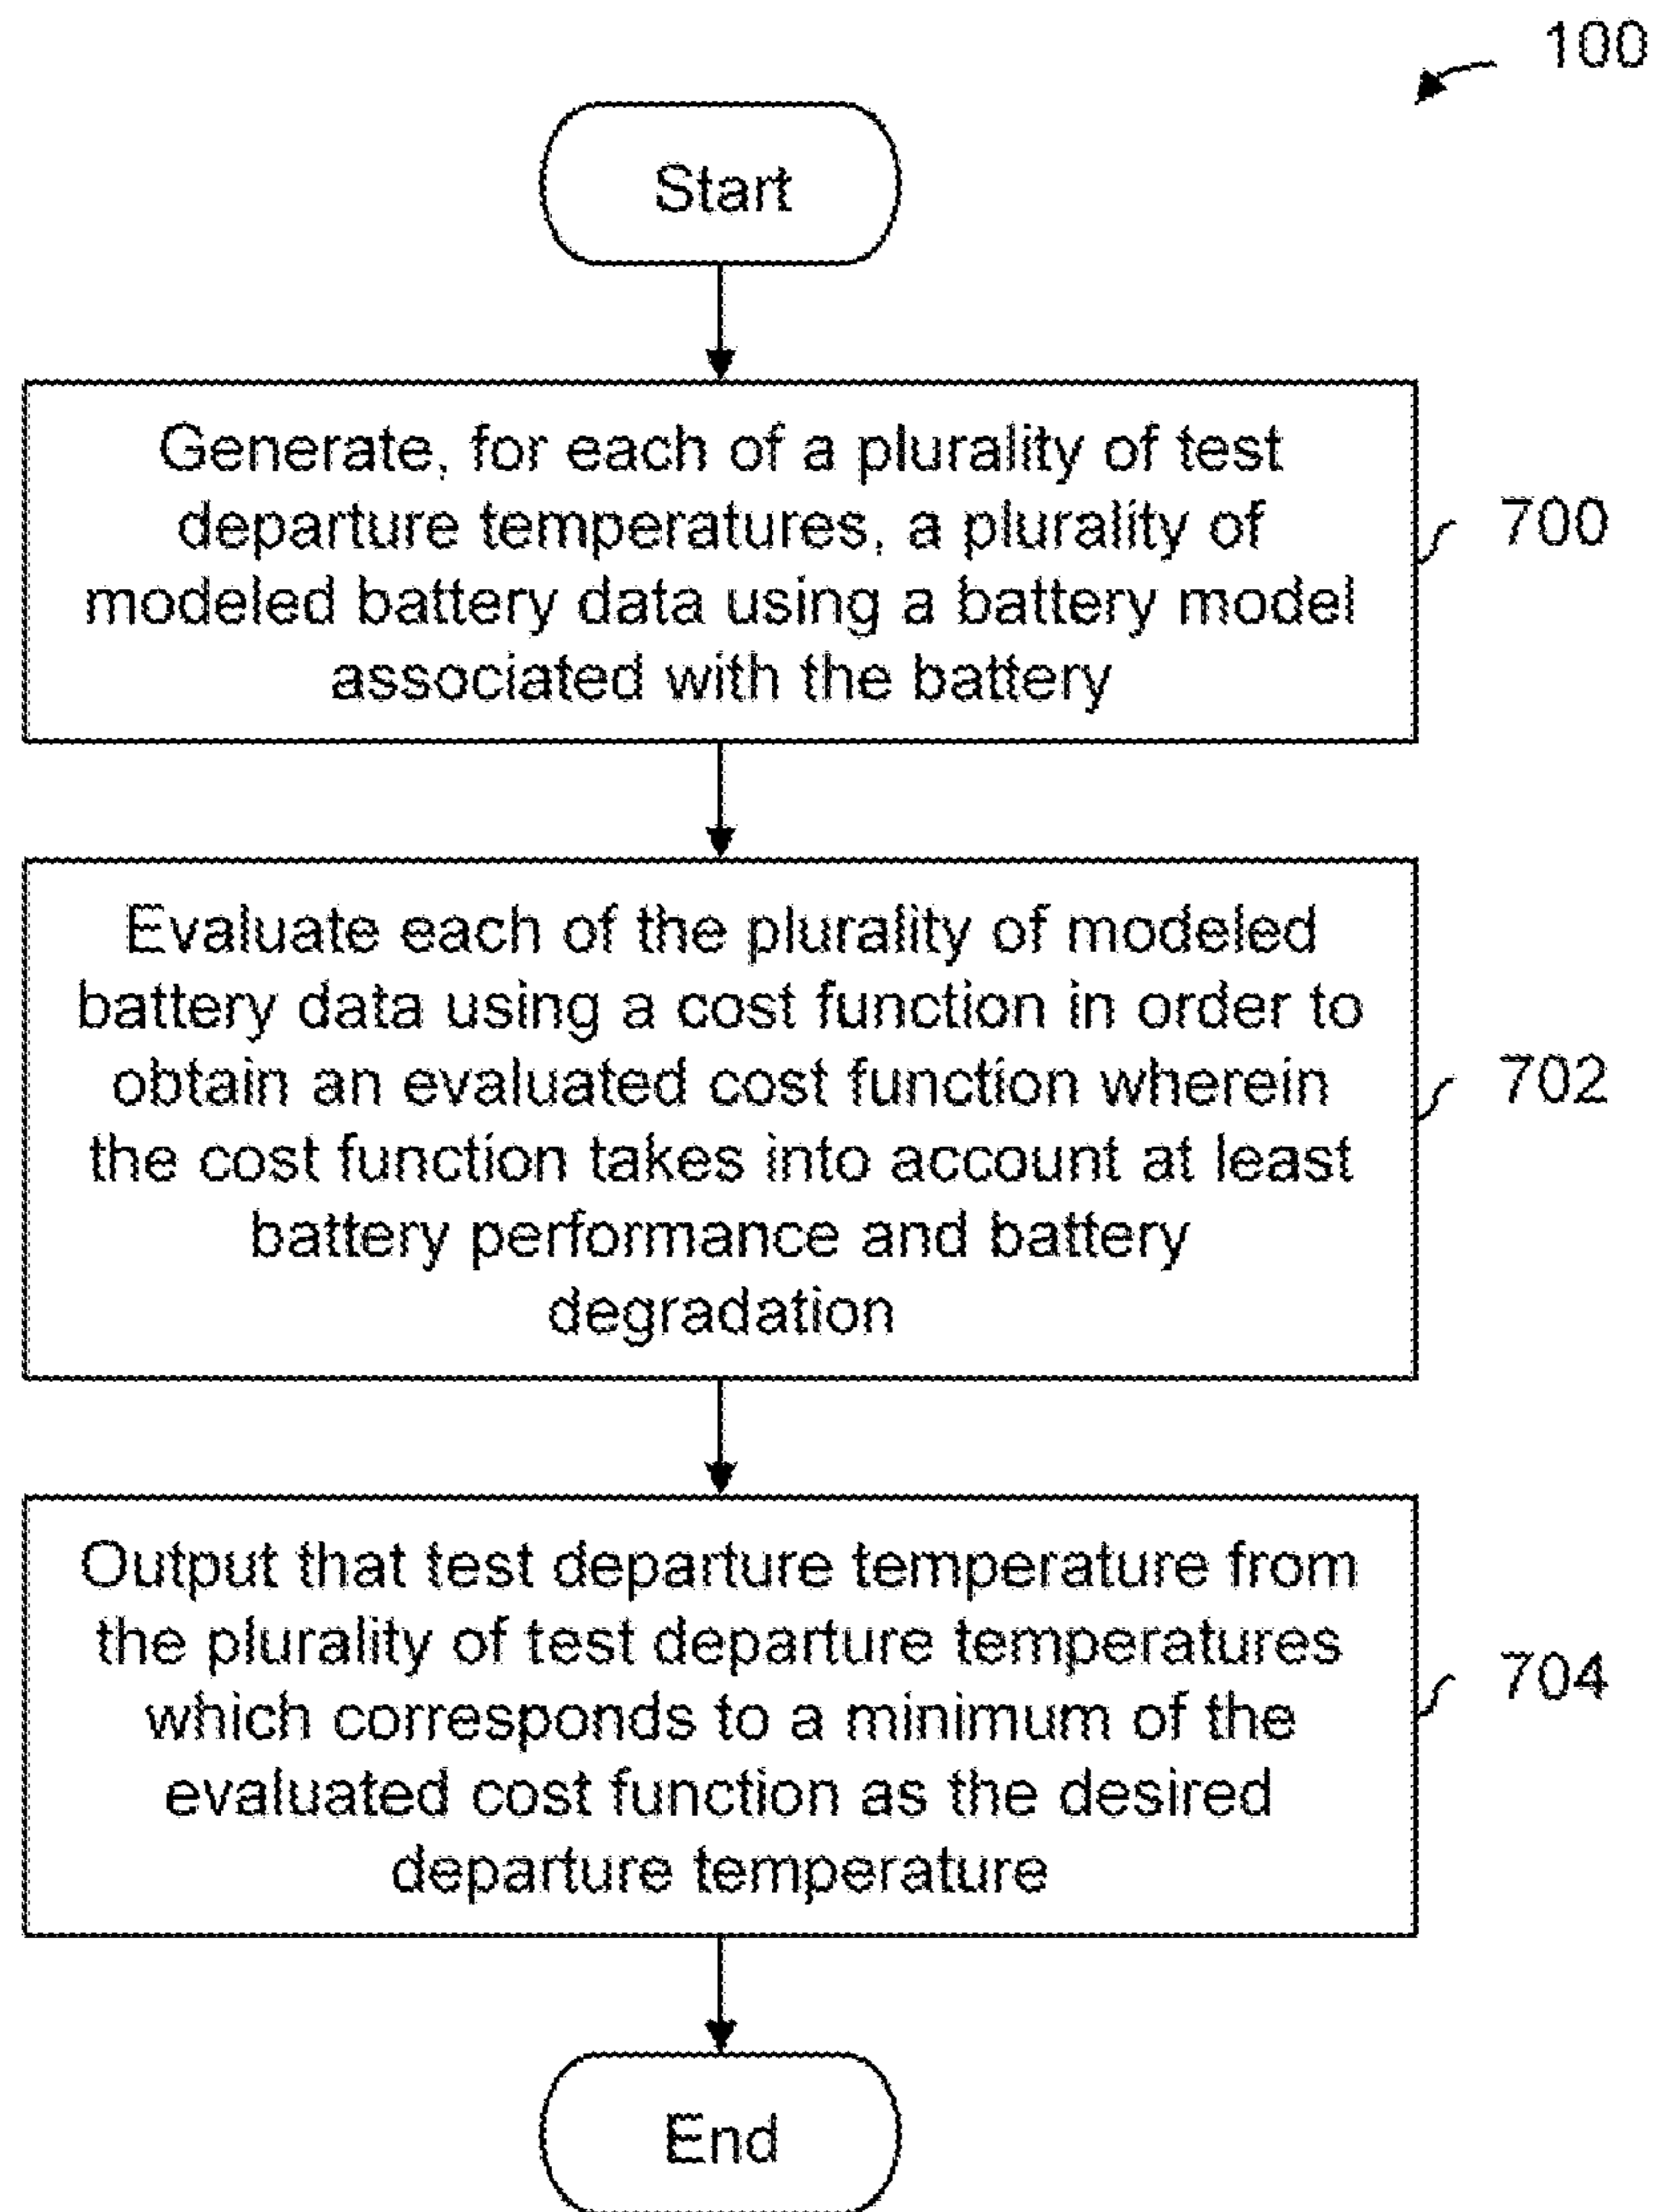 100
Start
Generate, for each of a plurality of test
departure temperatures, a plurality of
modeled battery data using a battery model
associated with the battery
700
Evaluate each of the plurality of modeled
battery data using a cost function in order to
obtain an evaluated cost function wherein
the cost function takes into account at least
battery performance and battery
degradation
702
Output that test departure temperature from
the plurality of test departure temperatures
which corresponds to a minimum of the
evaluated cost function as the desired
departure temperature
704
End